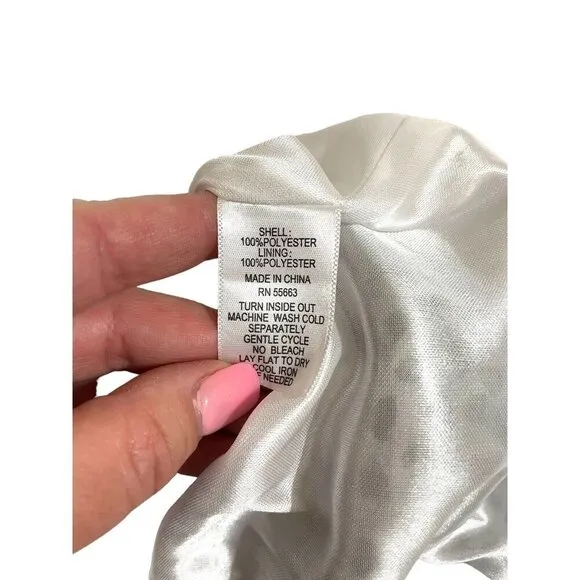 SHELL:
100%POLYESTER
LINING:
100%POLYESTER
MADE IN CHINA
RN 55663
TURN INSIDE OUT
MACHINE WASH COLD
SEPARATELY
GENTLE CYCLE
NO BLEACH
LAY FLAT TO DRY
COOL IRON
NEEDED